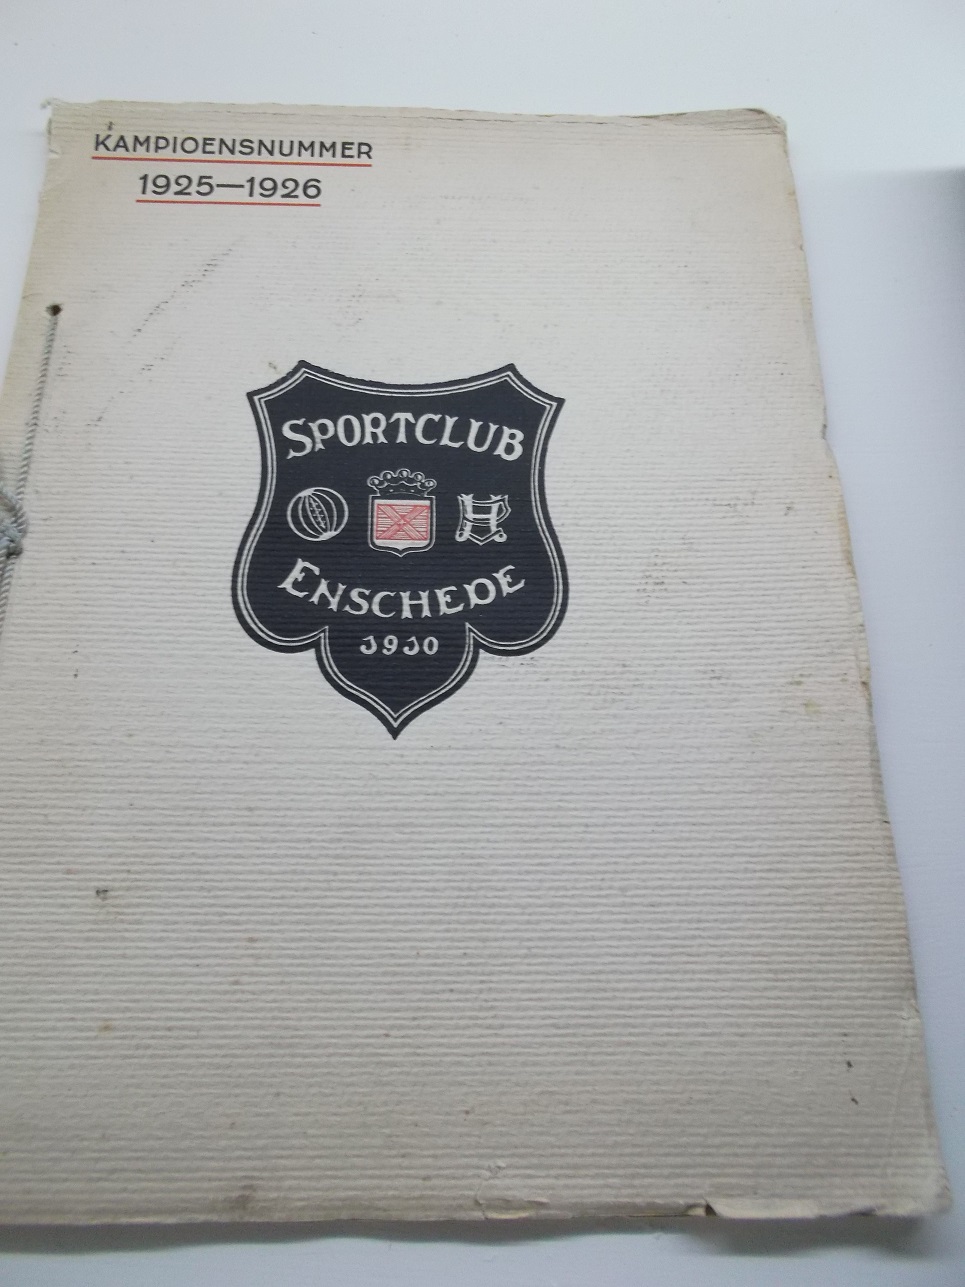 KAMPIOENSNUMMER
1925—1926
SPORTCLUB
ENSCHEDE
1910